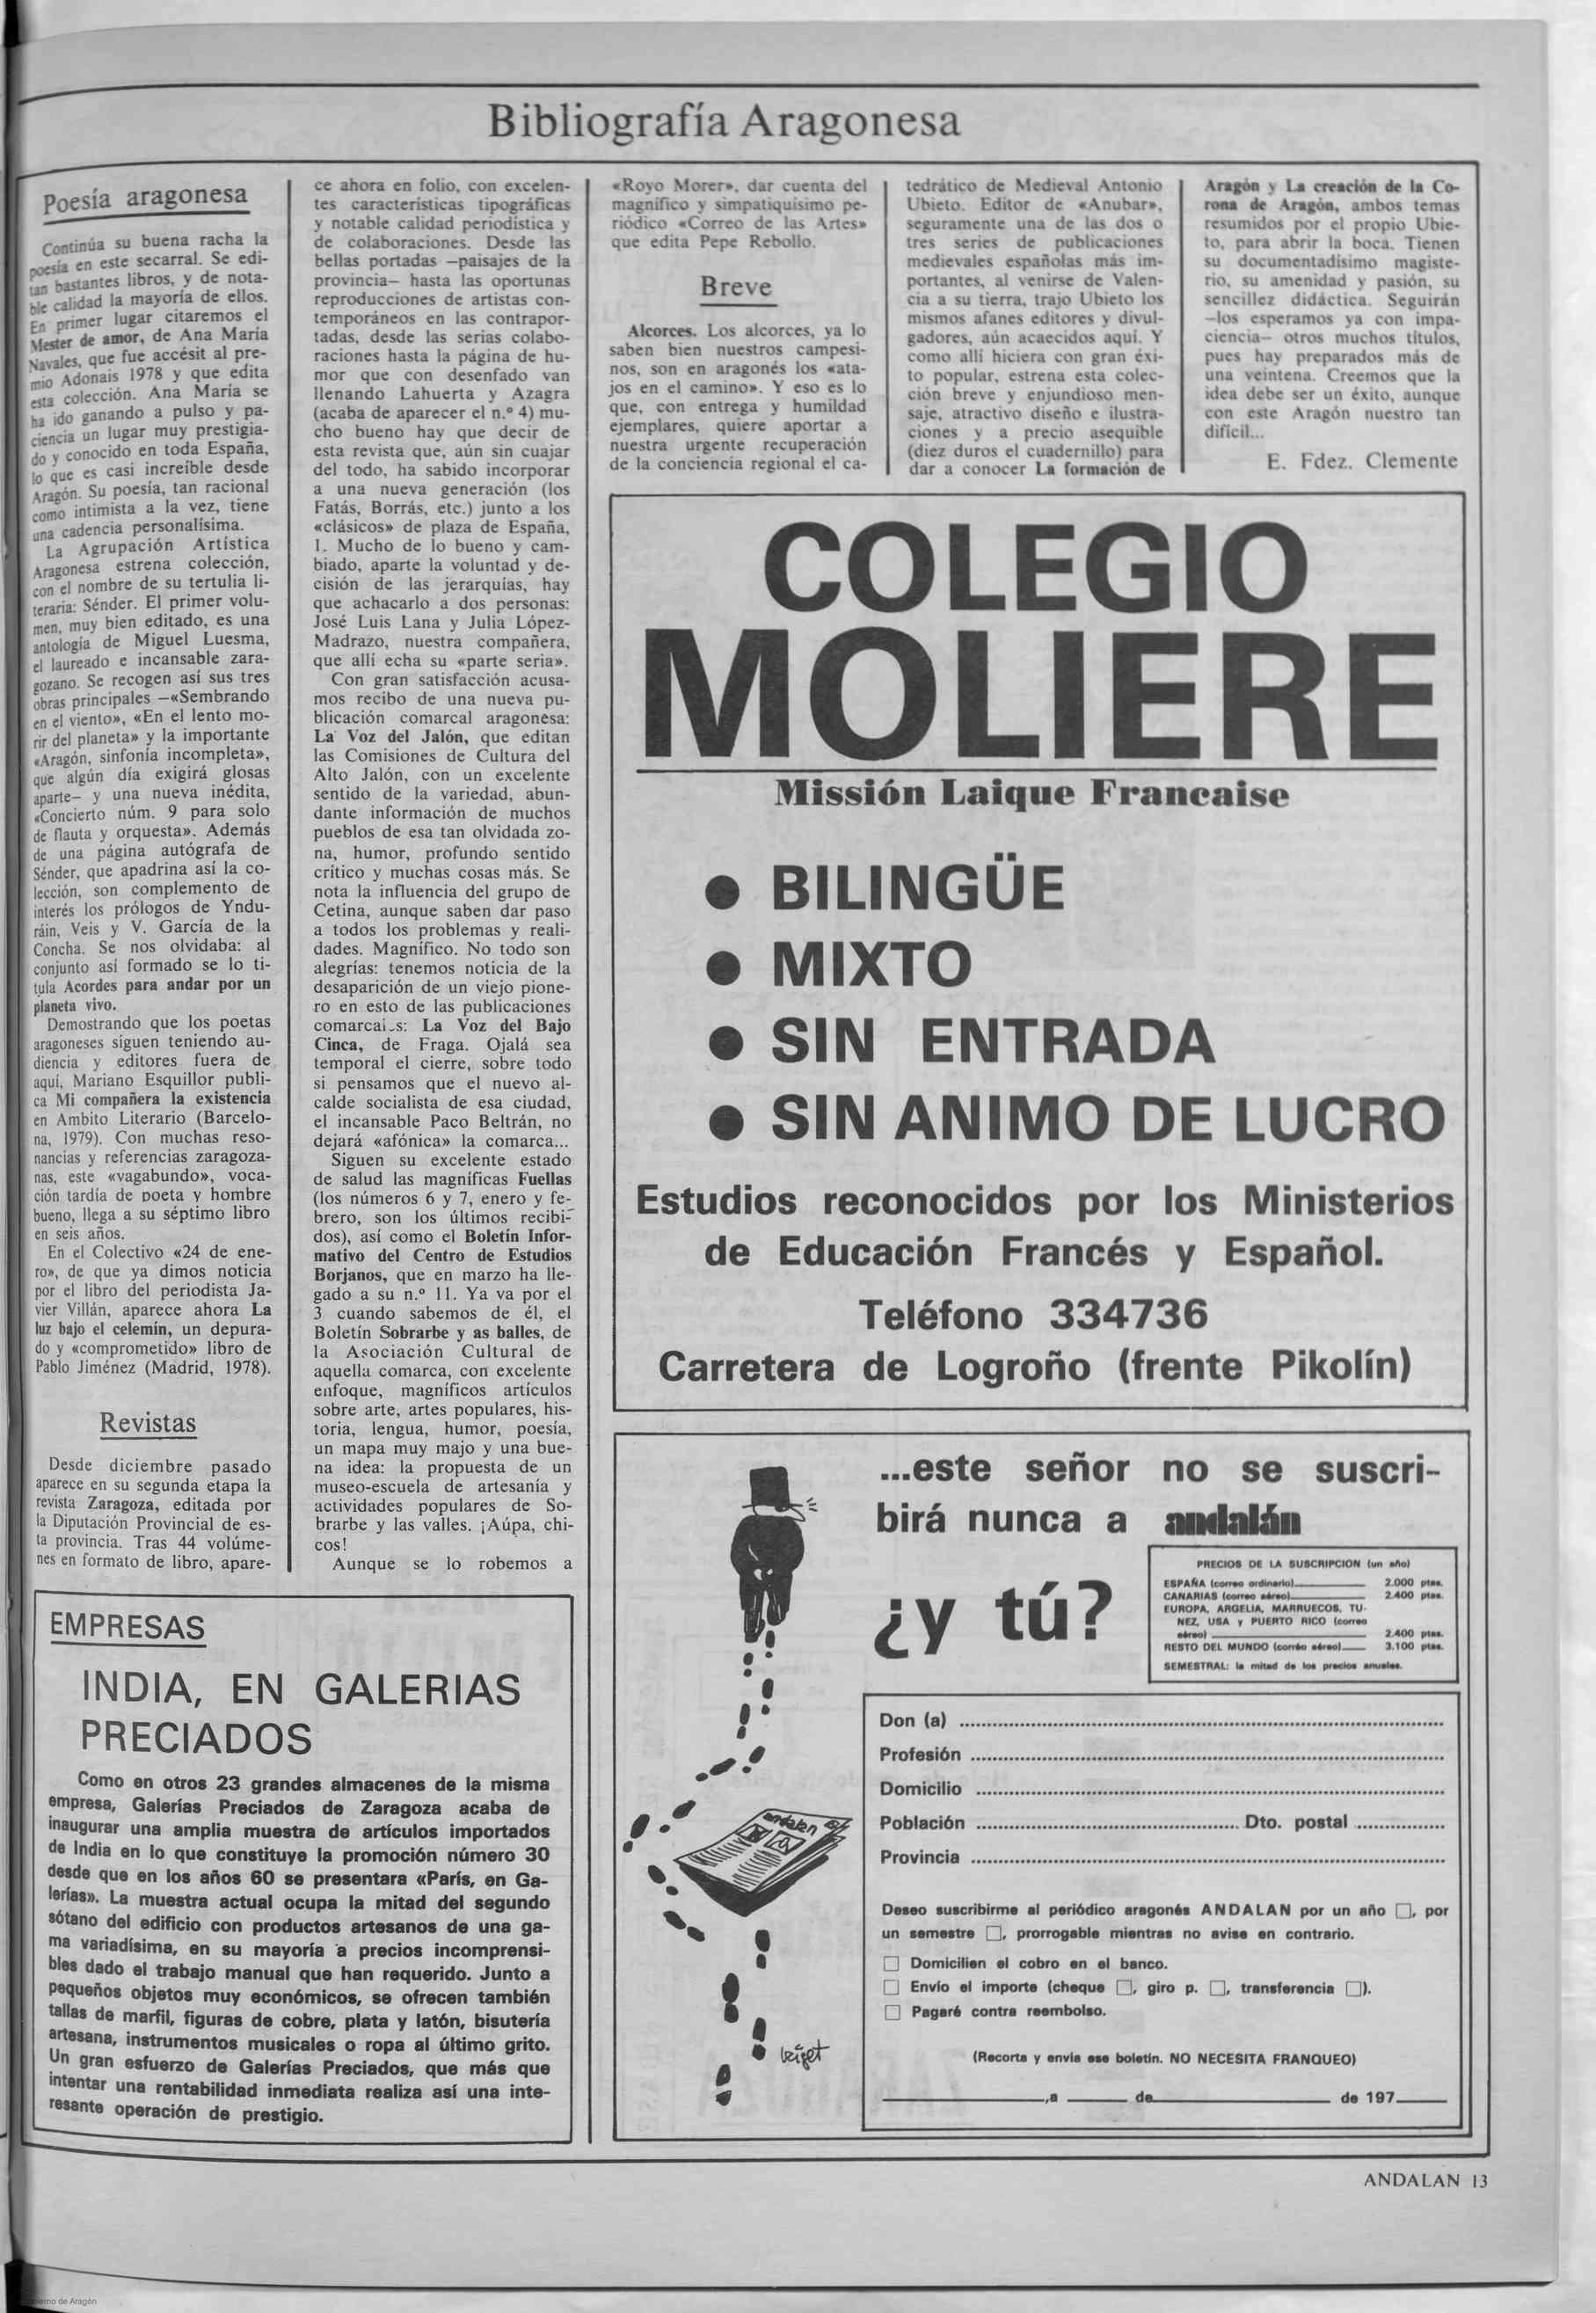 Bibliografía Aragonesa
Poesía aragonesa
Continúa su buena racha la
poesía en este secarral. Se edi-
tan bastantes libros, y de nota-
ble calidad la mayoría de ellos.
En primer lugar citaremos el
Mester de amor, de Ana María
Navales, que fue accésit al pre-
mio Adonais 1978 y que edita
esta colección. Ana María se
ha ido ganando a pulso y pa-
ciencia un lugar muy prestigia-
do y conocido en toda España,
lo que es casi increíble desde
Aragón. Su poesía, tan racional
como intimista a la vez, tiene
una cadencia personalísima.
La Agrupación Artística
Aragonesa estrena colección,
con el nombre de su tertulia li-
teraria: Sénder. El primer volu-
men, muy bien editado, es una
antología de Miguel Luesma,
el laureado e incansable zara-
gozano. Se recogen así sus tres
obras principales —«Sembrando
en el viento», «En el lento mo-
rir del planeta» y la importante
«Aragón, sinfonía incompleta»,
que algún día exigirá glosas
aparte— y una nueva inédita,
«Concierto núm. 9 para solo
de flauta y orquesta». Además
de una página autógrafa de
Sénder, que apadrina así la co-
lección, son complemento de
interés los prólogos de Yndu-
ráin, Veis y V. García de la
Concha. Se nos olvidaba: al
conjunto así formado se lo ti-
tula Acordes para andar por un
planeta vivo.
Demostrando que los poetas
aragoneses siguen teniendo au-
diencia y editores fuera de
aquí, Mariano Esquillor publi-
ca Mi compañera la existencia
en Ambito Literario (Barcelo-
na, 1979). Con muchas reso-
nancias y referencias zaragoza-
nas, este «vagabundo», voca-
ción tardía de poeta y hombre
bueno, llega a su séptimo libro
en seis años.
En el Colectivo «24 de ene-
ro», de que ya dimos noticia
por el libro del periodista Ja-
vier Villán, aparece ahora La
luz bajo el celemín, un depura-
do y «comprometido» libro de
Pablo Jiménez (Madrid, 1978).
Revistas
Desde diciembre pasado
aparece en su segunda etapa la
revista Zaragoza, editada por
la Diputación Provincial de es-
ta provincia. Tras 44 volúme-
nes en formato de libro, apare-
ce ahora en folio, con excelen-
tes características tipográficas
y notable calidad periodística y
de colaboraciones. Desde las
bellas portadas —paisajes de la
provincia— hasta las oportunas
reproducciones de artistas con-
temporáneos en las contrapor-
tadas, desde las serias colabo-
raciones hasta la página de hu-
mor que con desenfado van
llenando Lahuerta y Azagra
(acaba de aparecer el n.º 4) mu-
cho bueno hay que decir de
esta revista que, aún sin cuajar
del todo, ha sabido incorporar
a una nueva generación (los
Fatás, Borrás, etc.) junto a los
«clásicos» de plaza de España,
1. Mucho de lo bueno y cam-
biado, aparte la voluntad y de-
cisión de las jerarquías, hay
que achacarlo a dos personas:
José Luis Lana y Julia López-
Madrazo, nuestra compañera,
que allí echa su «parte seria».
Con gran satisfacción acusa-
mos recibo de una nueva pu-
blicación comarcal aragonesa:
La Voz del Jalón, que editan
las Comisiones de Cultura del
Alto Jalón, con un excelente
sentido de la variedad, abun-
dante información de muchos
pueblos de esa tan olvidada zo-
na, humor, profundo sentido
crítico y muchas cosas más. Se
nota la influencia del grupo de
Cetina, aunque saben dar paso
a todos los problemas y reali-
dades. Magnífico. No todo son
alegrías: tenemos noticia de la
desaparición de un viejo pione-
ro en esto de las publicaciones
comarcales: La Voz del Bajo
Cinca, de Fraga. Ojalá sea
temporal el cierre, sobre todo
si pensamos que el nuevo al-
calde socialista de esa ciudad,
el incansable Paco Beltrán, no
dejará «afónica» la comarca...
Siguen su excelente estado
de salud las magníficas Fuellas
(los números 6 y 7, enero y fe-
brero, son los últimos recibi-
dos), así como el Boletín Infor-
mativo del Centro de Estudios
Borjanos, que en marzo ha lle-
gado a su n.º 11. Ya va por el
3 cuando sabemos de él, el
Boletín Sobrarbe y as balles, de
la Asociación Cultural de
aquella comarca, con excelente
enfoque, magníficos artículos
sobre arte, artes populares, his-
toria, lengua, humor, poesía,
un mapa muy majo y una bue-
na idea: la propuesta de un
museo-escuela de artesanía y
actividades populares de So-
brarbe y las valles. ¡Aúpa, chi-
cos!
Aunque se lo robemos a
«Royo Morer», dar cuenta del
magnífico y simpatiquísimo pe-
riódico «Correo de las Artes»
que edita Pepe Rebollo.
Breve
Alcorces. Los alcorces, ya lo
saben bien nuestros campesi-
nos, son en aragonés los «ata-
jos en el camino». Y eso es lo
que, con entrega y humildad
ejemplares, quiere aportar a
nuestra urgente recuperación
de la conciencia regional el ca-
tedrático de Medieval Antonio
Ubieto. Editor de «Anubar»,
seguramente una de las dos o
tres series de publicaciones
medievales españolas más im-
portantes, al venirse de Valen-
cia a su tierra, trajo Ubieto los
mismos afanes editores y divul-
gadores, aún acaecidos aquí. Y
como allí hiciera con gran éxi-
to popular, estrena esta colec-
ción breve y enjundioso men-
saje, atractivo diseño e ilustra-
ciones y a precio asequible
(diez duros el cuadernillo) para
dar a conocer La formación de
Aragón y La creación de la Co-
rona de Aragón, ambos temas
resumidos por el propio Ubie-
to, para abrir la boca. Tienen
su documentadísimo magiste-
rio, su amenidad y pasión, su
sencillez didáctica. Seguirán
—los esperamos ya con impa-
ciencia— otros muchos títulos,
pues hay preparados más de
una veintena. Creemos que la
idea debe ser un éxito, aunque
con este Aragón nuestro tan
difícil...
E. Fdez. Clemente
COLEGIO
MOLIERE
Missión Laique Francaise
● BILINGÜE
● MIXTO
● SIN ENTRADA
● SIN ANIMO DE LUCRO
Estudios reconocidos por los Ministerios
de Educación Francés y Español.
Teléfono 334736
Carretera de Logroño (frente Pikolín)
EMPRESAS
INDIA, EN GALERIAS
PRECIADOS
Como en otros 23 grandes almacenes de la misma
empresa, Galerías Preciados de Zaragoza acaba de
inaugurar una amplia muestra de artículos importados
de India en lo que constituye la promoción número 30
desde que en los años 60 se presentara «París, en Ga-
lerías». La muestra actual ocupa la mitad del segundo
sótano del edificio con productos artesanos de una ga-
ma variadísima, en su mayoría a precios incomprensi-
bles dado el trabajo manual que han requerido. Junto a
pequeños objetos muy económicos, se ofrecen también
tallas de marfil, figuras de cobre, plata y latón, bisutería
artesana, instrumentos musicales o ropa al último grito.
Un gran esfuerzo de Galerías Preciados, que más que
intentar una rentabilidad inmediata realiza así una inte-
resante operación de prestigio.
...este señor no se suscri-
birá nunca a andalán
¿y tú?
PRECIOS DE LA SUSCRIPCION (un año)
ESPAÑA (correo ordinario) 2.000 ptas.
CANARIAS (correo aéreo) 2.400 ptas.
EUROPA, ARGELIA, MARRUECOS, TU-
NEZ, USA y PUERTO RICO (correo
aéreo) 2.400 ptas.
RESTO DEL MUNDO (corréo aéreo) 3.100 ptas.
SEMESTRAL: la mitad de los precios anuales.
andalan
Don (a)
Profesión
Domicilio
Población Dto. postal
Provincia
Deseo suscribirme al periódico aragonés ANDALAN por un año □, por
un semestre □, prorrogable mientras no avise en contrario.
□ Domicilien el cobro en el banco.
□ Envío el importe (cheque □, giro p. □, transferencia □).
□ Pagaré contra reembolso.
(Recorta y envía ese boletín. NO NECESITA FRANQUEO)
,a de de 197
ANDALAN 13
de Aragón